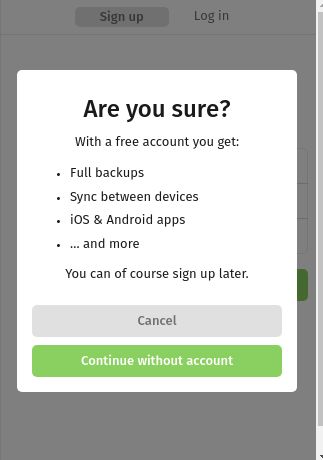 Sign up Log in
Are you sure?
With a free account you get:
• Full backups
• Sync between devices
• iOS & Android apps
• ... and more
You can of course sign up later.
Cancel
Continue without account